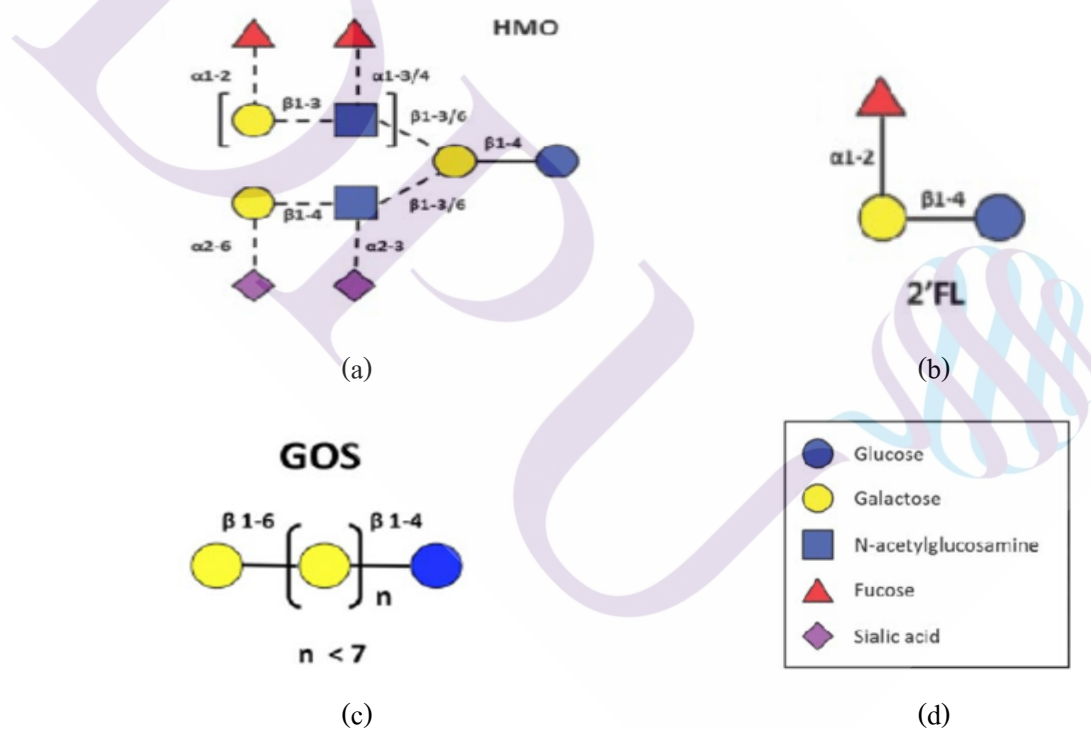 HMO
α1-2
α1-3/4
β1-3
β1-3/6
β1-4
β1-4
β1-3/6
α2-6
α2-3
(a)
α1-2
β1-4
2'FL
(b)
GOS
β 1-6
β 1-4
n
n < 7
(c)
Glucose
Galactose
N-acetylglucosamine
Fucose
Sialic acid
(d)
DPU